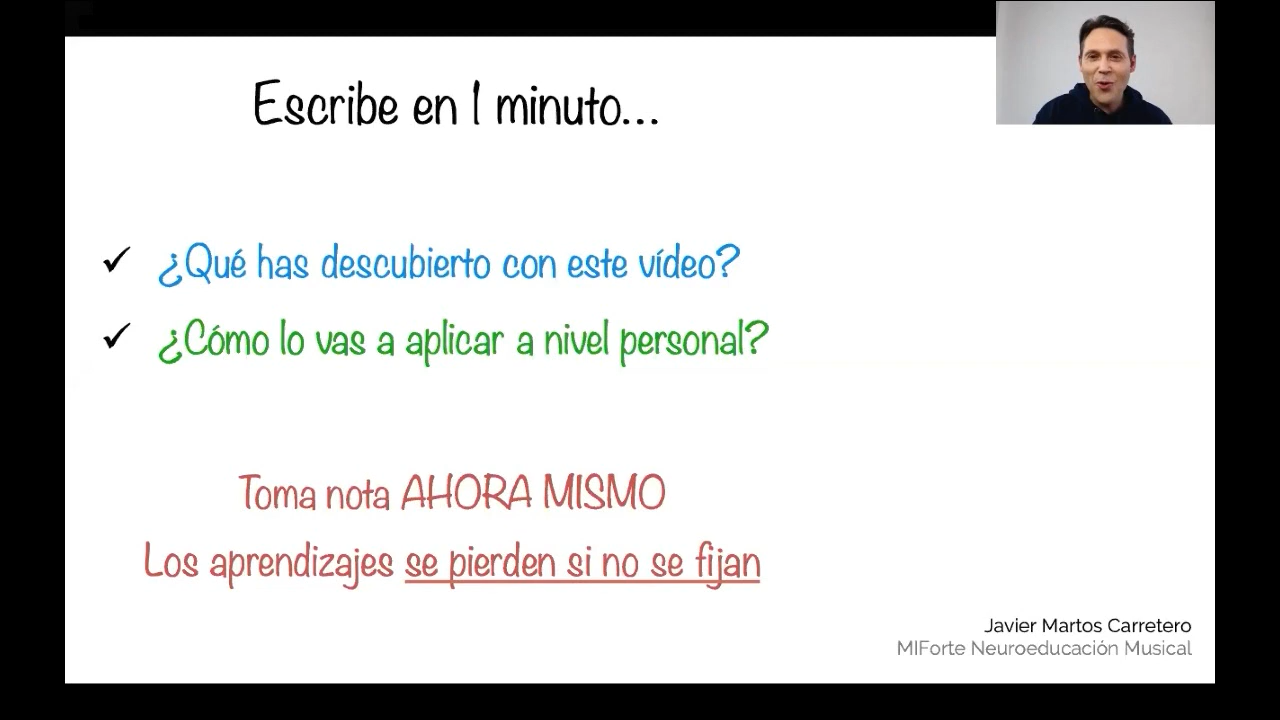 Escribe en 1 minuto...
✓ ¿Qué has descubierto con este vídeo?
✓ ¿Cómo lo vas a aplicar a nivel personal?
Toma nota AHORA MISMO
Los aprendizajes se pierden si no se fijan
Javier Martos Carretero
MIForte Neuroeducación Musical